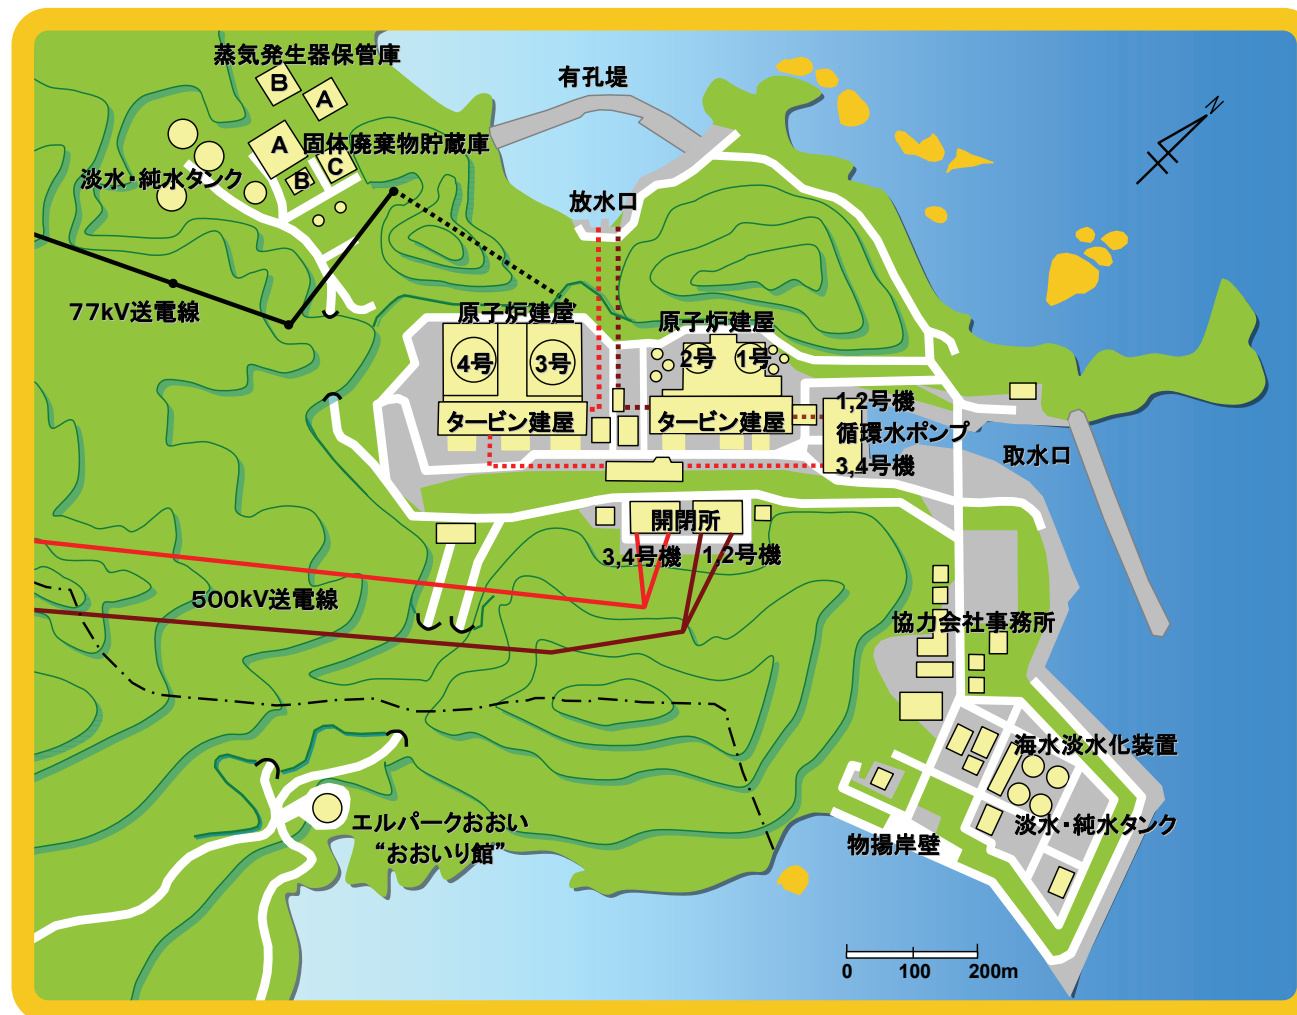 蒸気発生器保管庫
B
A
有孔堤
N
A
固体廃棄物貯蔵庫
C
B
淡水・純水タンク
放水口
77kV送電線
原子炉建屋
原子炉建屋
4号
3号
2号
1号
タービン建屋
タービン建屋
1,2号機
循環水ポンプ
3,4号機
取水口
開閉所
3,4号機
1,2号機
500kV送電線
協力会社事務所
海水淡水化装置
淡水・純水タンク
エルパークおおい
“おおいり館”
物揚岸壁
0
100
200m